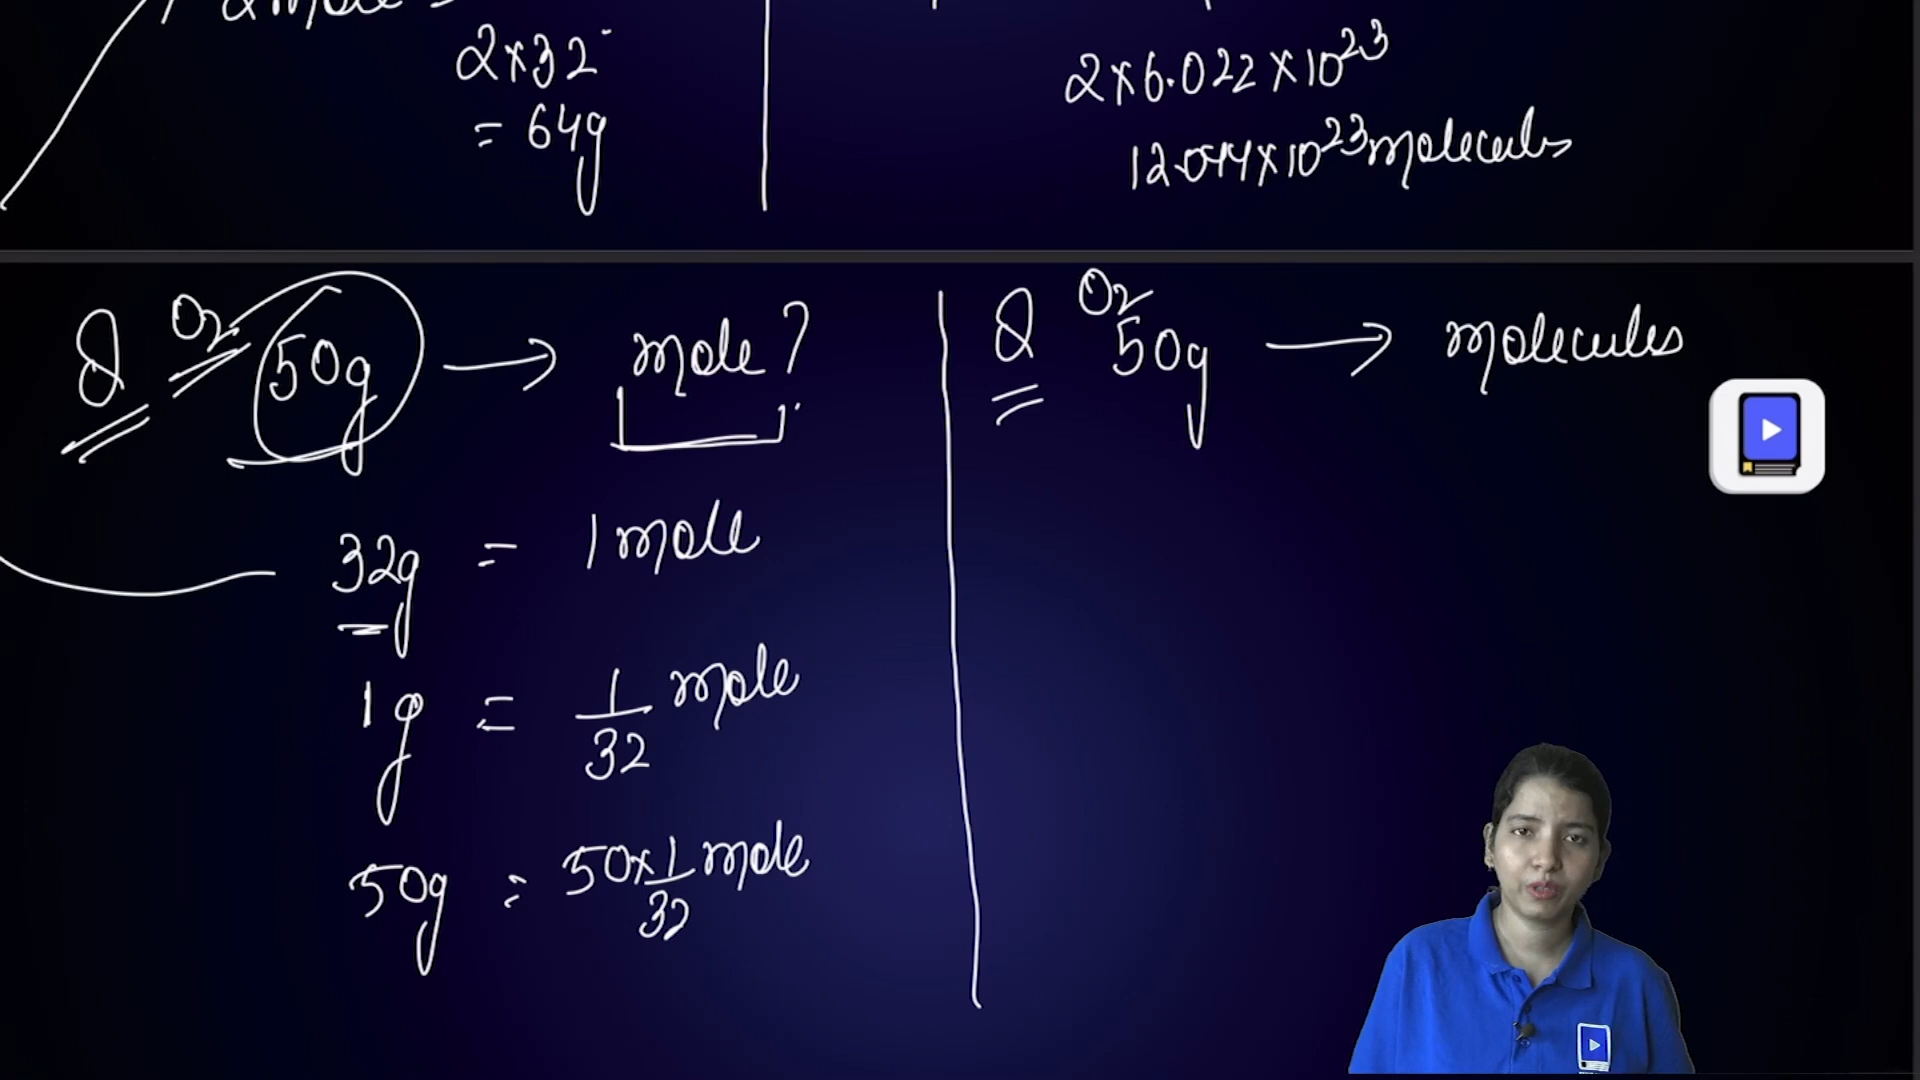 2×32
= 64g
2×6.022×10²³
12.044×10²³ molecules
Q O₂ 50g → mole?
32g = 1 mole
1g = 1/32 mole
50g = 50×1/32 mole
Q O₂ 50g → molecules